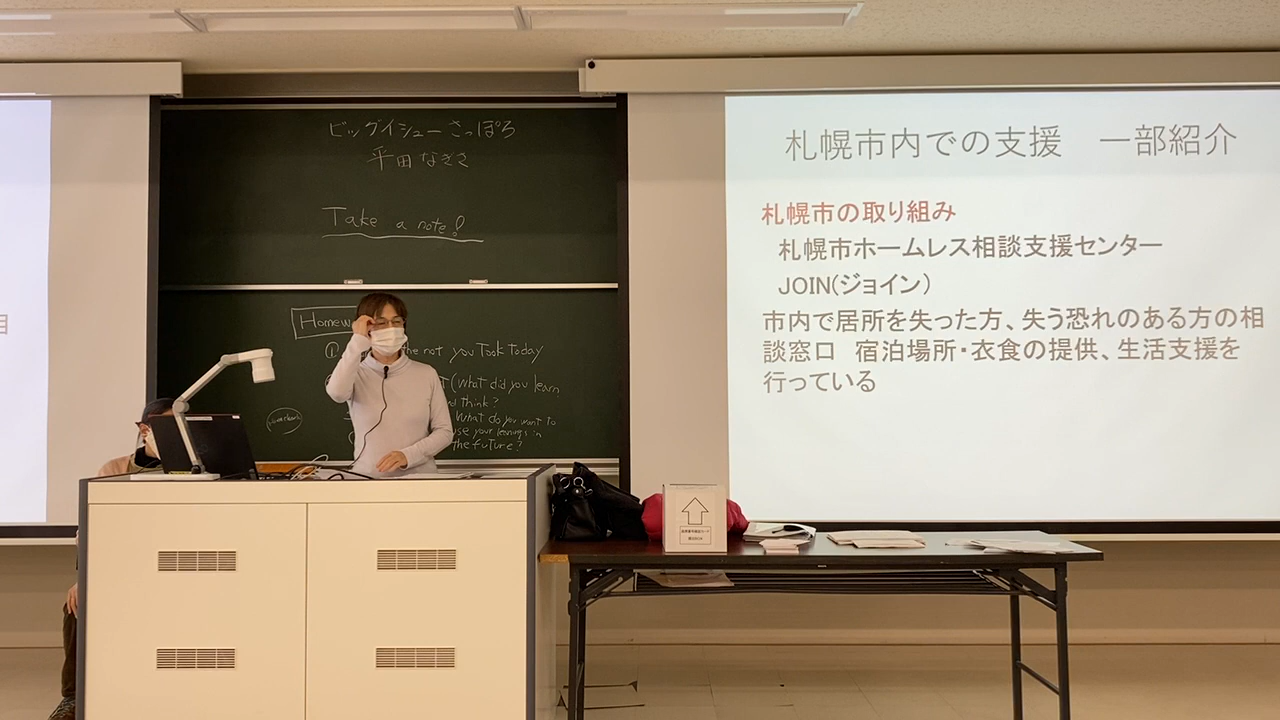 ビッグイシューさっぽろ
平田なぎさ
Take a note!
Homew
① the not you Took today
T (What did you learn
d think?
What do you want to
use your learnings in
the future?
札幌市内での支援　一部紹介
札幌市の取り組み
札幌市ホームレス相談支援センター
JOIN(ジョイン)
市内で居所を失った方、失う恐れのある方の相
談窓口　宿泊場所・衣食の提供、生活支援を
行っている